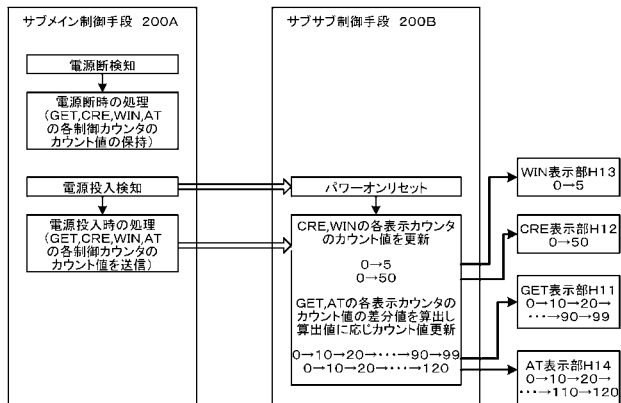 サブメイン制御手段 200A
電源断検知
電源断時の処理
(GET,CRE,WIN,AT
の各制御カウンタの
カウント値の保持)
電源投入検知
電源投入時の処理
(GET,CRE,WIN,AT
の各制御カウンタの
カウント値を送信)
サブサブ制御手段 200B
パワーオンリセット
CRE,WINの各表示カウンタ
のカウント値を更新
0→5
0→50
GET,ATの各表示カウンタの
カウント値の差分値を算出し
算出値に応じカウント値更新
0→10→20→・・・→90→99
0→10→20→・・・→120
WIN表示部H13
0→5
CRE表示部H12
0→50
GET表示部H11
0→10→20→
・・・→90→99
AT表示部H14
0→10→20→
・・・→110→120